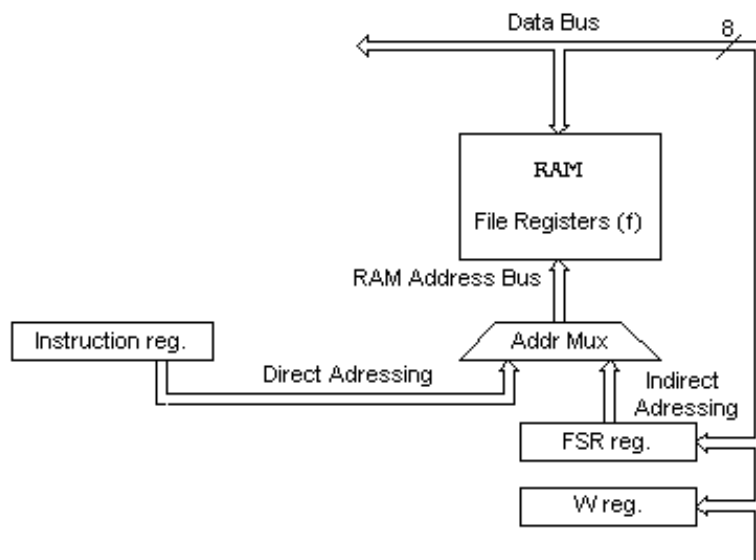 Data Bus
8
RAM
File Registers (f)
RAM Address Bus
Instruction reg.
Addr Mux
Direct Adressing
Indirect
Adressing
FSR reg.
W reg.